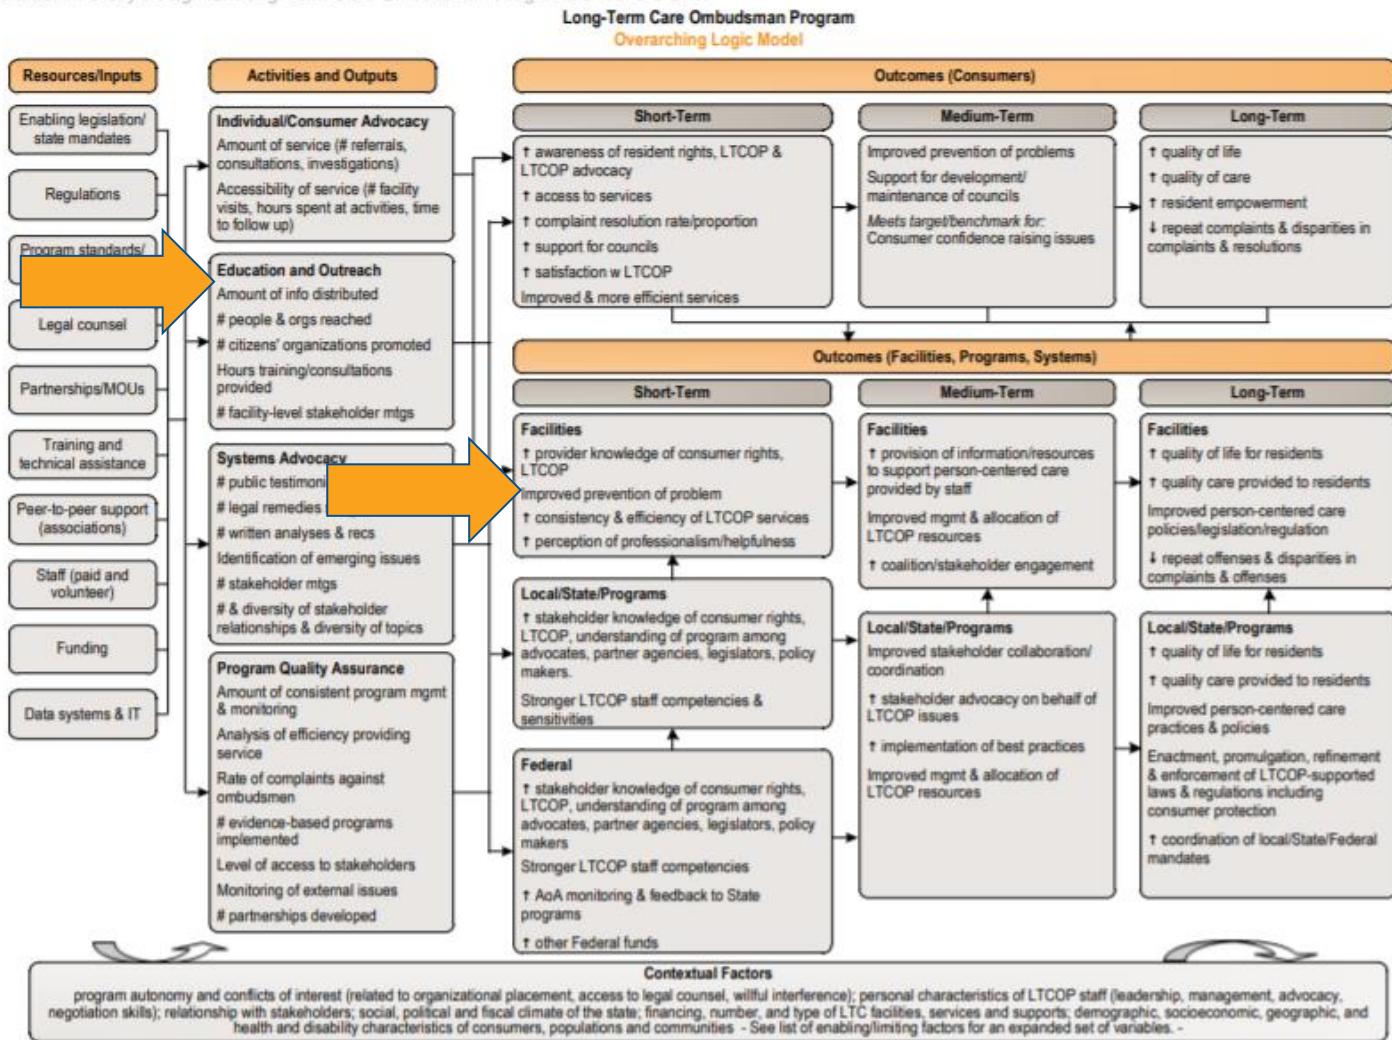 Long-Term Care Ombudsman Program
Overarching Logic Model
Resources/Inputs
Enabling legislation/
state mandates
Regulations
Program standards/
Legal counsel
Partnerships/MOUs
Training and
technical assistance
Peer-to-peer support
(associations)
Staff (paid and
volunteer)
Funding
Data systems & IT
Activities and Outputs
Individual/Consumer Advocacy
Amount of service (# referrals,
consultations, investigations)
Accessibility of service (# facility
visits, hours spent at activities, time
to follow up)
Education and Outreach
Amount of info distributed
# people & orgs reached
# citizens' organizations promoted
Hours training/consultations
provided
# facility-level stakeholder mtgs
Systems Advocacy
# public
# legal remedies
# written analyses & recs
Identification of emerging issues
# stakeholder mtgs
# & diversity of stakeholder
relationships & diversity of topics
Program Quality Assurance
Amount of consistent program mgmt
& monitoring
Analysis of efficiency providing
service
Rate of complaints against
ombudsmen
# evidence-based programs
implemented
Level of access to stakeholders
Monitoring of external issues
# partnerships developed
Outcomes (Consumers)
Short-Term
↑ awareness of resident rights, LTCOP &
LTCOP advocacy
↑ access to services
↑ complaint resolution rate/proportion
↑ support for councils
↑ satisfaction w LTCOP
Improved & more efficient services
Medium-Term
Improved prevention of problems
Support for development/
maintenance of councils
Meets target/benchmark for:
Consumer confidence raising issues
Long-Term
↑ quality of life
↑ quality of care
↑ resident empowerment
↓ repeat complaints & disparities in
complaints & resolutions
Outcomes (Facilities, Programs, Systems)
Short-Term
Facilities
↑ provider knowledge of consumer rights,
LTCOP
Improved prevention of problem
↑ consistency & efficiency of LTCOP services
↑ perception of professionalism/helpfulness
Local/State/Programs
↑ stakeholder knowledge of consumer rights,
LTCOP, understanding of program among
advocates, partner agencies, legislators, policy
makers.
Stronger LTCOP staff competencies &
sensitivities
Federal
↑ stakeholder knowledge of consumer rights,
LTCOP, understanding of program among
advocates, partner agencies, legislators, policy
makers
Stronger LTCOP staff competencies
↑ AoA monitoring & feedback to State
programs
↑ other Federal funds
Medium-Term
Facilities
↑ provision of information/resources
to support person-centered care
provided by staff
Improved mgmt & allocation of
LTCOP resources
↑ coalition/stakeholder engagement
Local/State/Programs
Improved stakeholder collaboration/
coordination
↑ stakeholder advocacy on behalf of
LTCOP issues
↑ implementation of best practices
Improved mgmt & allocation of
LTCOP resources
Long-Term
Facilities
↑ quality of life for residents
↑ quality care provided to residents
Improved person-centered care
policies/legislation/regulation
↓ repeat offenses & disparities in
complaints & offenses
Local/State/Programs
↑ quality of life for residents
↑ quality care provided to residents
Improved person-centered care
practices & policies
Enactment, promulgation, refinement
& enforcement of LTCOP-supported
laws & regulations including
consumer protection
↑ coordination of local/State/Federal
mandates
Contextual Factors
program autonomy and conflicts of interest (related to organizational placement, access to legal counsel, willful interference); personal characteristics of LTCOP staff (leadership, management, advocacy,
negotiation skills); relationship with stakeholders; social, political and fiscal climate of the state; financing, number, and type of LTC facilities, services and supports; demographic, socioeconomic, geographic, and
health and disability characteristics of consumers, populations and communities - See list of enabling/limiting factors for an expanded set of variables. -